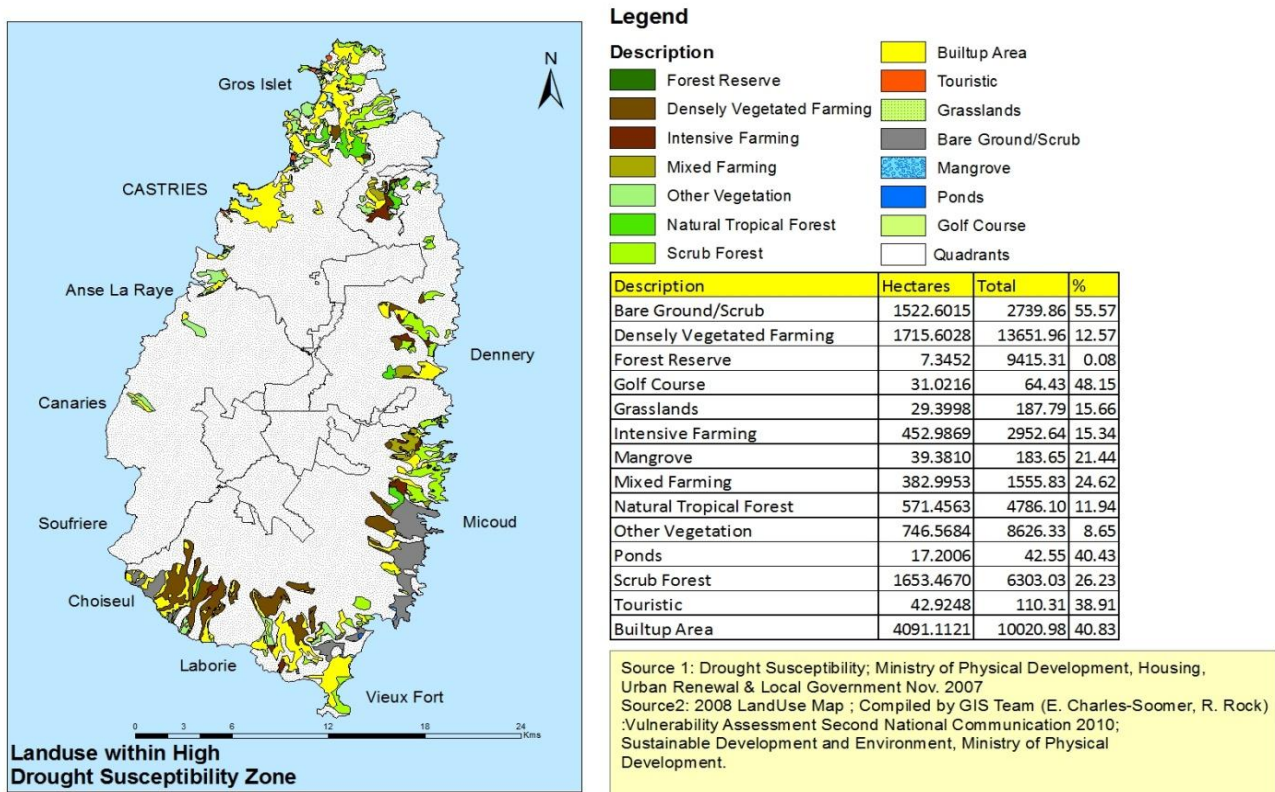 Gros Islet
N
CASTRIES
Anse La Raye
Dennery
Canaries
Soufriere
Micoud
Choiseul
Laborie
Vieux Fort
0 3 6 12 18 24
Kms
Landuse within High
Drought Susceptibility Zone
Legend
Description
Forest Reserve
Densely Vegetated Farming
Intensive Farming
Mixed Farming
Other Vegetation
Natural Tropical Forest
Scrub Forest
Builtup Area
Touristic
Grasslands
Bare Ground/Scrub
Mangrove
Ponds
Golf Course
Quadrants
Description Hectares Total %
Bare Ground/Scrub 1522.6015 2739.86 55.57
Densely Vegetated Farming 1715.6028 13651.96 12.57
Forest Reserve 7.3452 9415.31 0.08
Golf Course 31.0216 64.43 48.15
Grasslands 29.3998 187.79 15.66
Intensive Farming 452.9869 2952.64 15.34
Mangrove 39.3810 183.65 21.44
Mixed Farming 382.9953 1555.83 24.62
Natural Tropical Forest 571.4563 4786.10 11.94
Other Vegetation 746.5684 8626.33 8.65
Ponds 17.2006 42.55 40.43
Scrub Forest 1653.4670 6303.03 26.23
Touristic 42.9248 110.31 38.91
Builtup Area 4091.1121 10020.98 40.83
Source 1: Drought Susceptibility; Ministry of Physical Development, Housing,
Urban Renewal & Local Government Nov. 2007
Source2: 2008 LandUse Map ; Compiled by GIS Team (E. Charles-Soomer, R. Rock)
:Vulnerability Assessment Second National Communication 2010;
Sustainable Development and Environment, Ministry of Physical
Development.